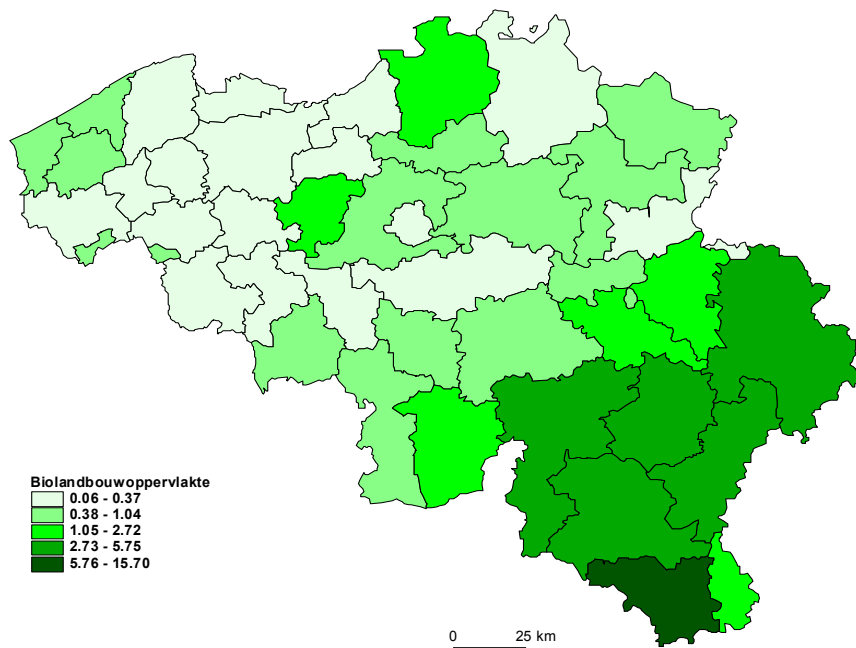 Biolandbouwoppervlakte
0.06 - 0.37
0.38 - 1.04
1.05 - 2.72
2.73 - 5.75
5.76 - 15.70
0 25 km